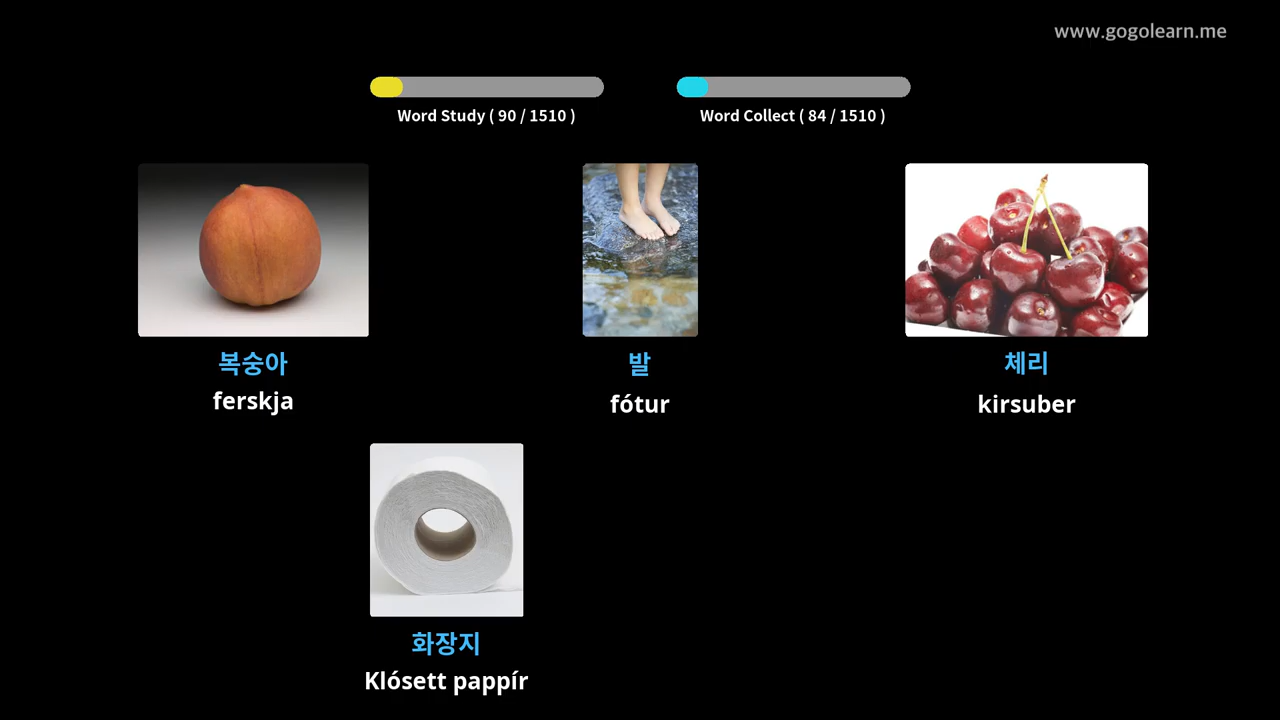 www.gogolearn.me
Word Study ( 90 / 1510 )
Word Collect ( 84 / 1510 )
복숭아
ferskja
발
fótur
체리
kirsuber
화장지
Klósett pappír